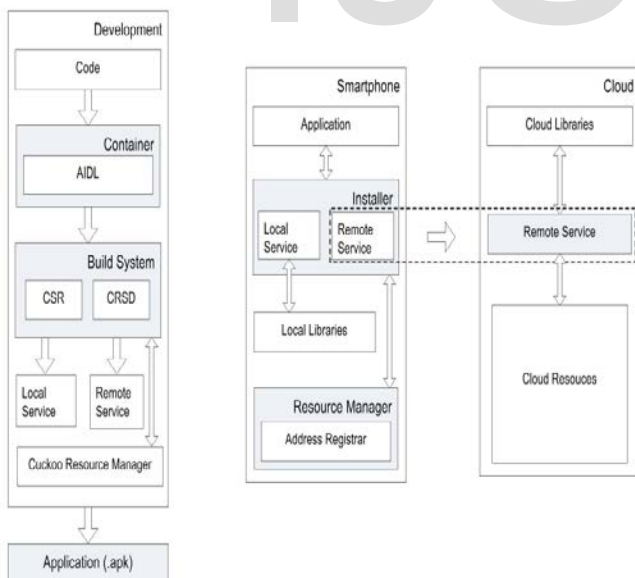 Development
Code
Container
AIDL
Build System
CSR
CRSD
Local
Service
Remote
Service
Cuckoo Resource Manager
Application (.apk)
Smartphone
Application
Installer
Local
Service
Remote
Service
Local Libraries
Resource Manager
Address Registrar
Cloud
Cloud Libraries
Remote Service
Cloud Resouces